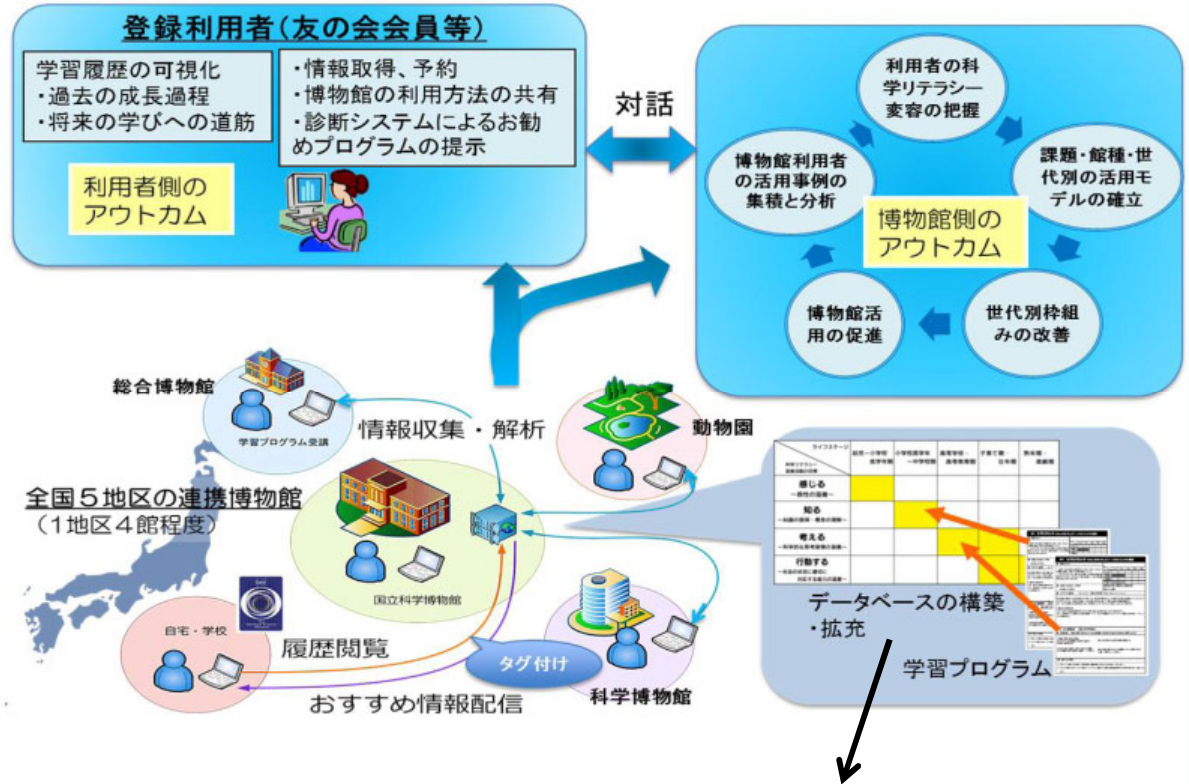 登録利用者(友の会会員等)
学習履歴の可視化
・過去の成長過程
・将来の学びへの道筋
・情報取得、予約
・博物館の利用方法の共有
・診断システムによるお勧
めプログラムの提示
利用者側の
アウトカム
対話
利用者の科
学リテラシー
変容の把握
課題・館種・世
代別の活用モ
デルの確立
世代別枠組
みの改善
博物館活
用の促進
博物館利用者
の活用事例の
集積と分析
博物館側の
アウトカム
総合博物館
学習プログラム受講
情報収集・解析
動物園
全国5地区の連携博物館
(1地区4館程度)
国立科学博物館
自宅・学校
履歴閲覧
タグ付け
おすすめ情報配信
科学博物館
ライフステージ
感じる
知る
考える
行動する
データベースの構築
・拡充
学習プログラム